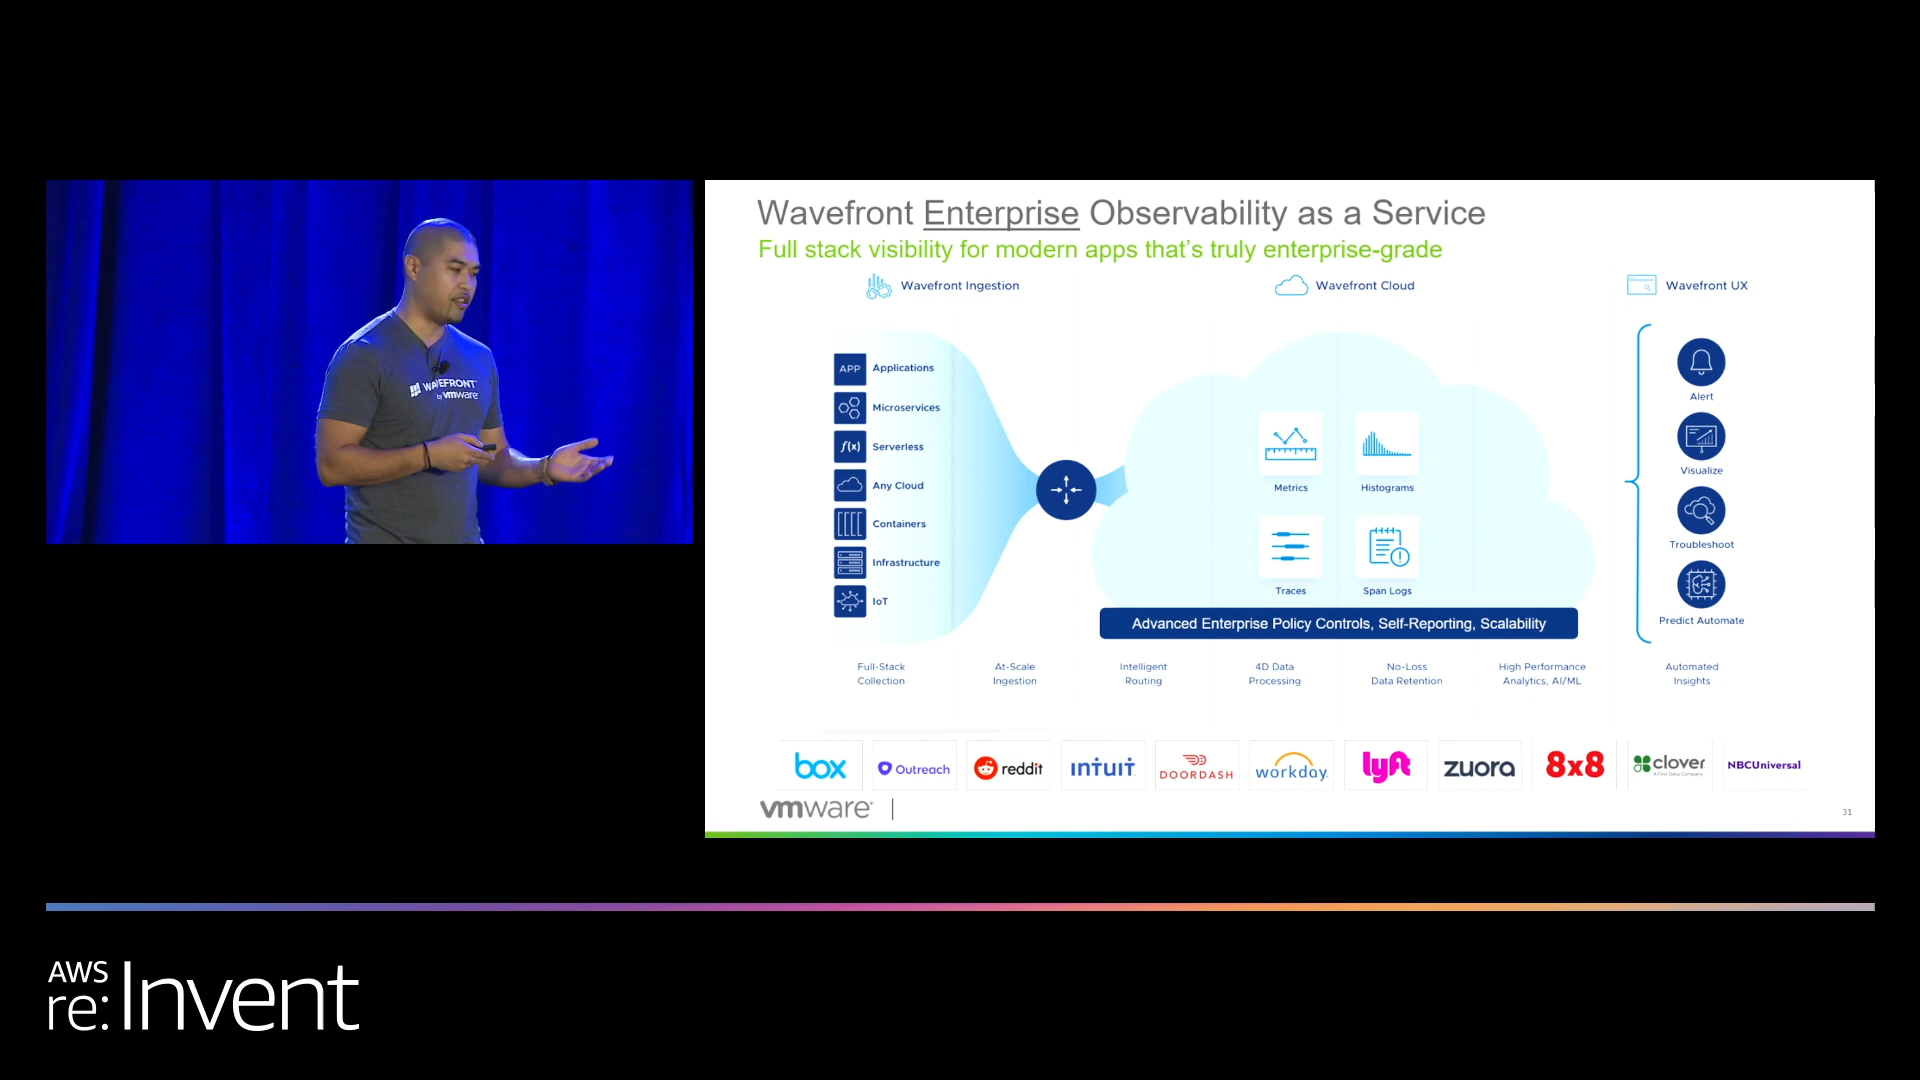 WAVEFRONT
by vmware
Wavefront Enterprise Observability as a Service
Full stack visibility for modern apps that's truly enterprise-grade
Wavefront Ingestion
Wavefront Cloud
Wavefront UX
APP Applications
Microservices
f(x) Serverless
Any Cloud
Containers
Infrastructure
IoT
Metrics
Histograms
Traces
Span Logs
Advanced Enterprise Policy Controls, Self-Reporting, Scalability
Alert
Visualize
Troubleshoot
Predict Automate
Full-Stack
Collection
At-Scale
Ingestion
Intelligent
Routing
4D Data
Processing
No-Loss
Data Retention
High Performance
Analytics, AI/ML
Automated
Insights
box
Outreach
reddit
intuit
DOORDASH
workday.
lyft
zuora
8x8
clover
A First Data Company
NBCUniversal
vmware
31
AWS
re:Invent